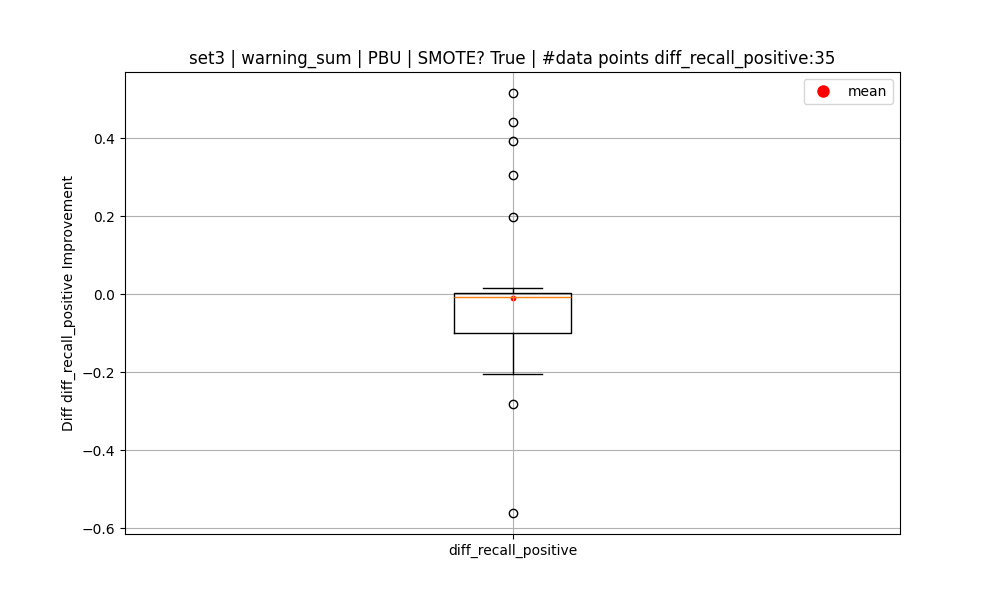 set3 | warning_sum | PBU | SMOTE? True | #data points diff_recall_positive:35
mean
0.4
0.2
0.0
−0.2
−0.4
−0.6
Diff diff_recall_positive Improvement
diff_recall_positive